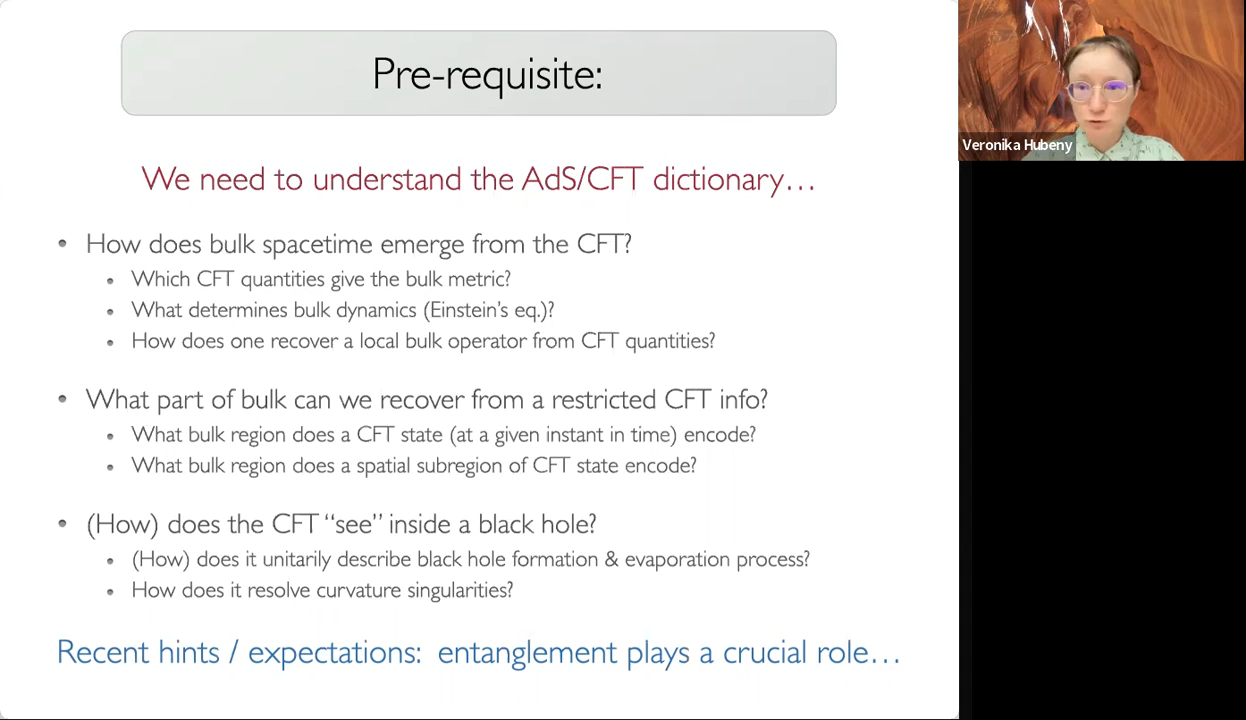 Pre-requisite:
We need to understand the AdS/CFT dictionary…
• How does bulk spacetime emerge from the CFT?
• Which CFT quantities give the bulk metric?
• What determines bulk dynamics (Einstein's eq.)?
• How does one recover a local bulk operator from CFT quantities?
• What part of bulk can we recover from a restricted CFT info?
• What bulk region does a CFT state (at a given instant in time) encode?
• What bulk region does a spatial subregion of CFT state encode?
• (How) does the CFT “see” inside a black hole?
• (How) does it unitarily describe black hole formation & evaporation process?
• How does it resolve curvature singularities?
Recent hints / expectations: entanglement plays a crucial role…
Veronika Hubeny